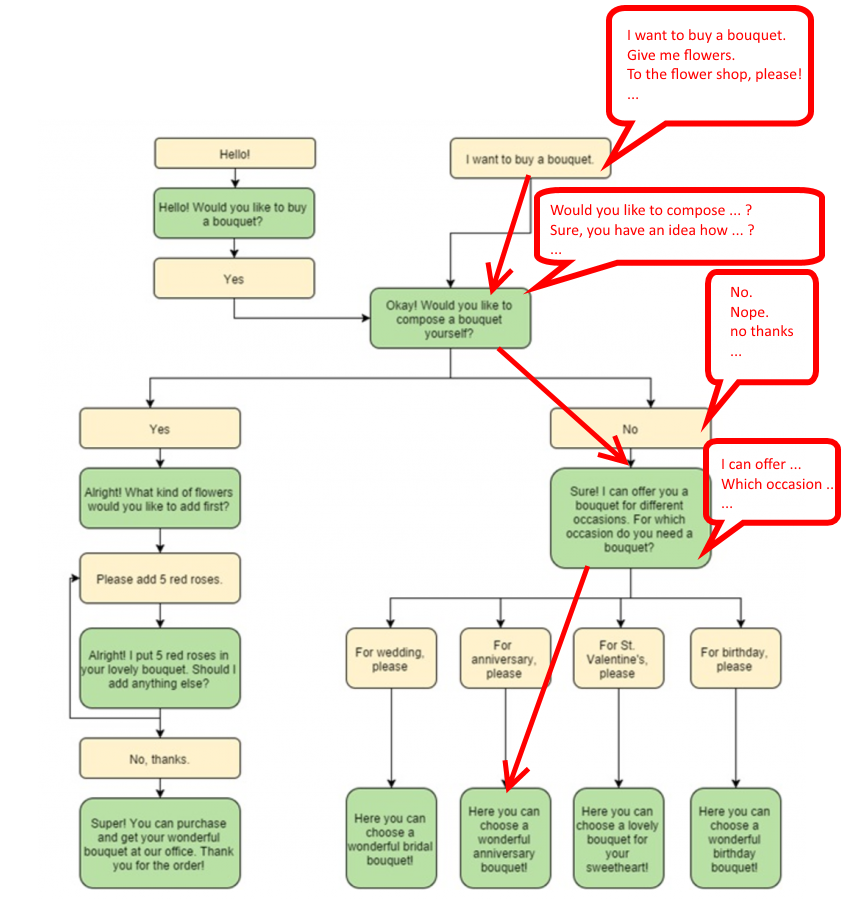 I want to buy a bouquet.
Give me flowers.
To the flower shop, please!
...
Hello!
I want to buy a bouquet.
Hello! Would you like to buy
a bouquet?
Would you like to compose ... ?
Sure, you have an idea how ... ?
...
Yes
Okay! Would you like to
compose a bouquet
yourself?
No.
Nope.
no thanks
...
Yes
No
Alright! What kind of flowers
would you like to add first?
Sure! I can offer you a
bouquet for different
occasions. For which
occasion do you need a
bouquet?
I can offer ...
Which occasion ..
...
Please add 5 red roses.
Alright! I put 5 red roses in
your lovely bouquet. Should I
add anything else?
For wedding,
please
For
anniversary,
please
For St.
Valentine's,
please
For birthday,
please
No, thanks.
Super! You can purchase
and get your wonderful
bouquet at our office. Thank
you for the order!
Here you can
choose a
wonderful bridal
bouquet!
Here you can
choose a
wonderful
anniversary
bouquet!
Here you can
choose a lovely
bouquet for
your
sweetheart!
Here you can
choose a
wonderful
birthday
bouquet!